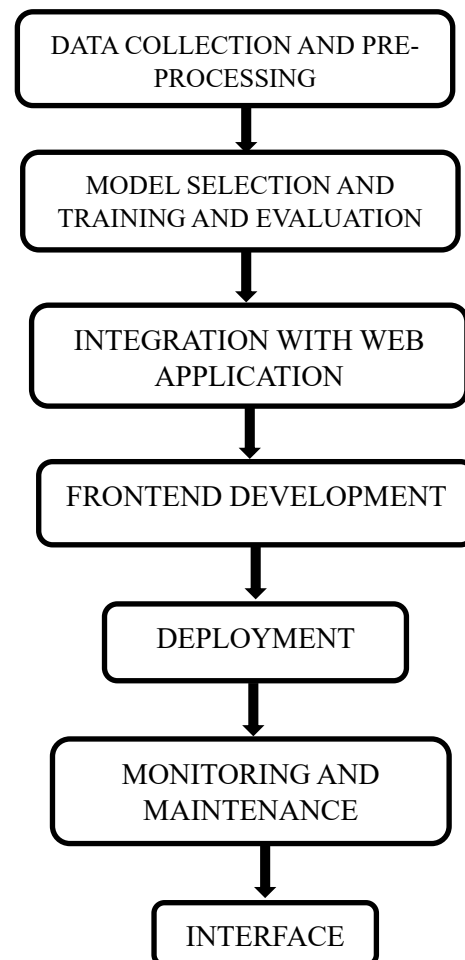 DATA COLLECTION AND PRE-
PROCESSING
MODEL SELECTION AND
TRAINING AND EVALUATION
INTEGRATION WITH WEB
APPLICATION
FRONTEND DEVELOPMENT
DEPLOYMENT
MONITORING AND
MAINTENANCE
INTERFACE